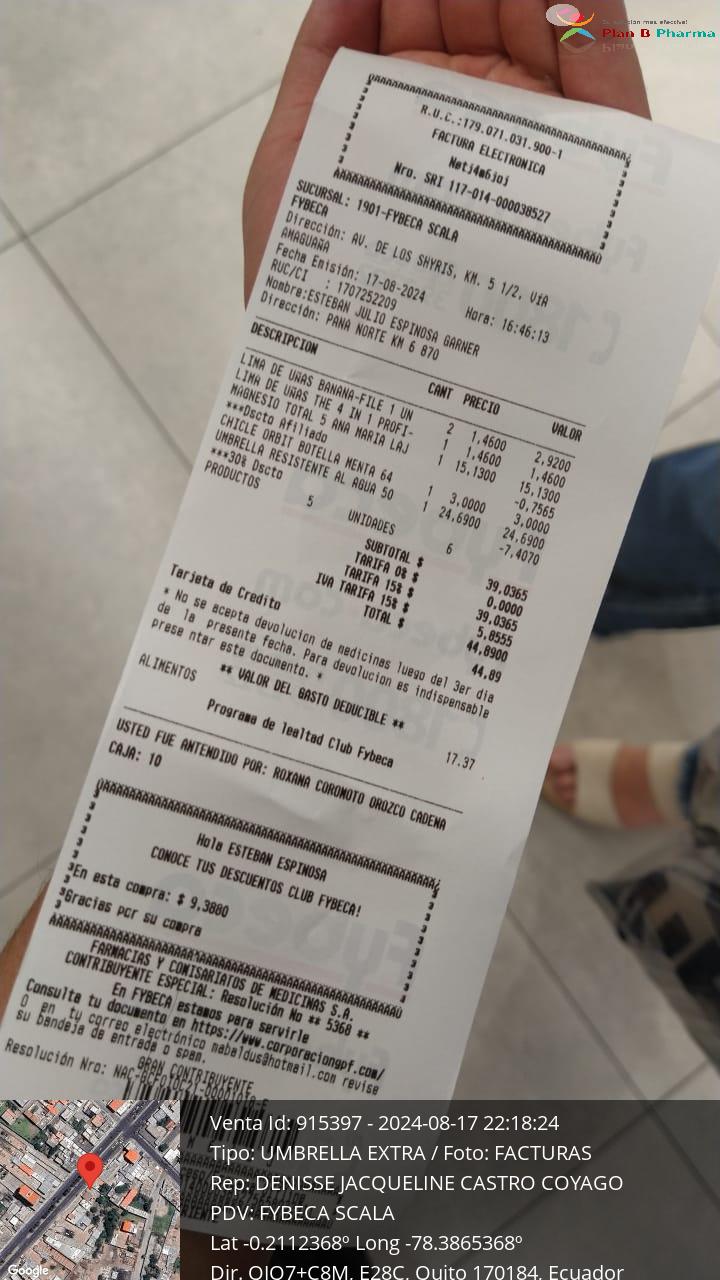 Plan B Pharma
R.U.C.:179.071.031.900-1
FACTURA ELECTRONICA
Nro. SRI 117-014-000038527
SUCURSAL: 1901-FYBECA SCALA
FYBECA
Dirección: AV. DE LOS SHYRIS, KM. 5 1/2, VíA
AMAGUAÑA
Fecha Emisión: 17-08-2024 Hora: 16:46:13
RUC/CI : 1707252209
Nombre:ESTEBAN JULIO ESPINOSA GARNER
Dirección: PANA NORTE KM 6 870
DESCRIPCION CANT PRECIO VALOR
LIMA DE UÑAS BANANA-FILE 1 UN 2 1,4600 2,9200
LIMA DE UÑAS THE 4 IN 1 PROFI- 1 1,4600 1,4600
MAGNESIO TOTAL 5 ANA MARIA LAJ 1 15,1300 15,1300
***Dscto Afiliado -0,7565
CHICLE ORBIT BOTELLA MENTA 64 1 3,0000 3,0000
UMBRELLA RESISTENTE AL AGUA 50 1 24,6900 24,6900
***30% Dscto -7,4070
PRODUCTOS 5 UNIDADES 6
SUBTOTAL $ 39,0365
TARIFA 0% $ 0,0000
TARIFA 15% $ 39,0365
IVA TARIFA 15% $ 5,8555
TOTAL $ 44,8900
Tarjeta de Credito 44,89
* No se acepta devolucion de medicinas luego del 3er dia
de la presente fecha. Para devolucion es indispensable
prese ntar este documento. *
** VALOR DEL GASTO DEDUCIBLE **
ALIMENTOS 17.37
Programa de lealtad Club Fybeca
USTED FUE ANTENDIDO POR: ROXANA COROMOTO OROZCO CADENA
CAJA: 10
Hola ESTEBAN ESPINOSA
CONOCE TUS DESCUENTOS CLUB FYBECA!
En esta compra: $ 9,3880
Gracias por su compra
FARMACIAS Y COMISARIATOS DE MEDICINAS S.A.
CONTRIBUYENTE ESPECIAL: Resolución No ** 5368 **
En FYBECA estamos para servirle
Consulta tu documento en https://www.corporaciongpf.com/
O en tu correo electrónico mabaldus@hotmail.com revise
su bandeja de entrada o spam.
GRAN CONTRIBUYENTE
Resolución Nro:
Venta Id: 915397 - 2024-08-17 22:18:24
Tipo: UMBRELLA EXTRA / Foto: FACTURAS
Rep: DENISSE JACQUELINE CASTRO COYAGO
PDV: FYBECA SCALA
Lat -0.2112368º Long -78.3865368º
Dir. QJQ7+C8M, E28C, Quito 170184, Ecuador
Google